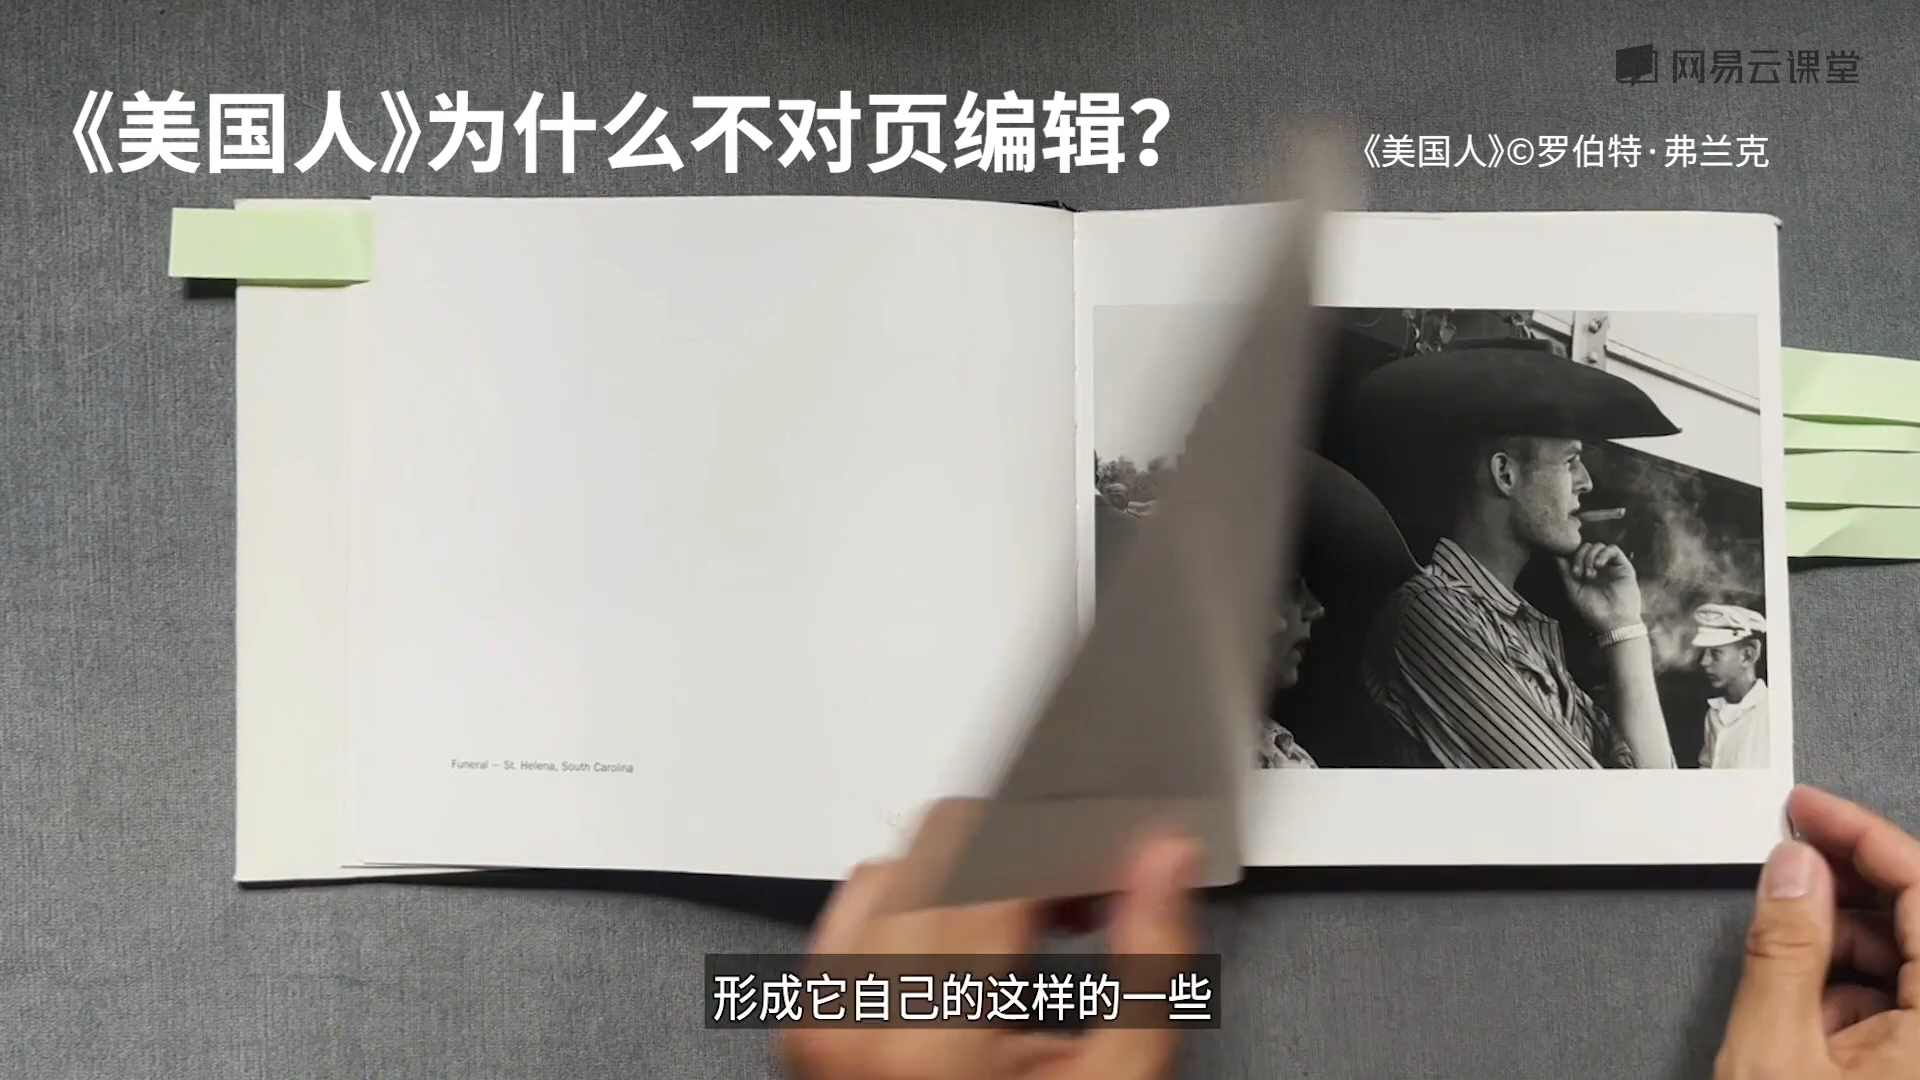 网易云课堂
《美国人》为什么不对页编辑?
《美国人》©罗伯特·弗兰克
Funeral – St. Helena, South Carolina
形成它自己的这样的一些